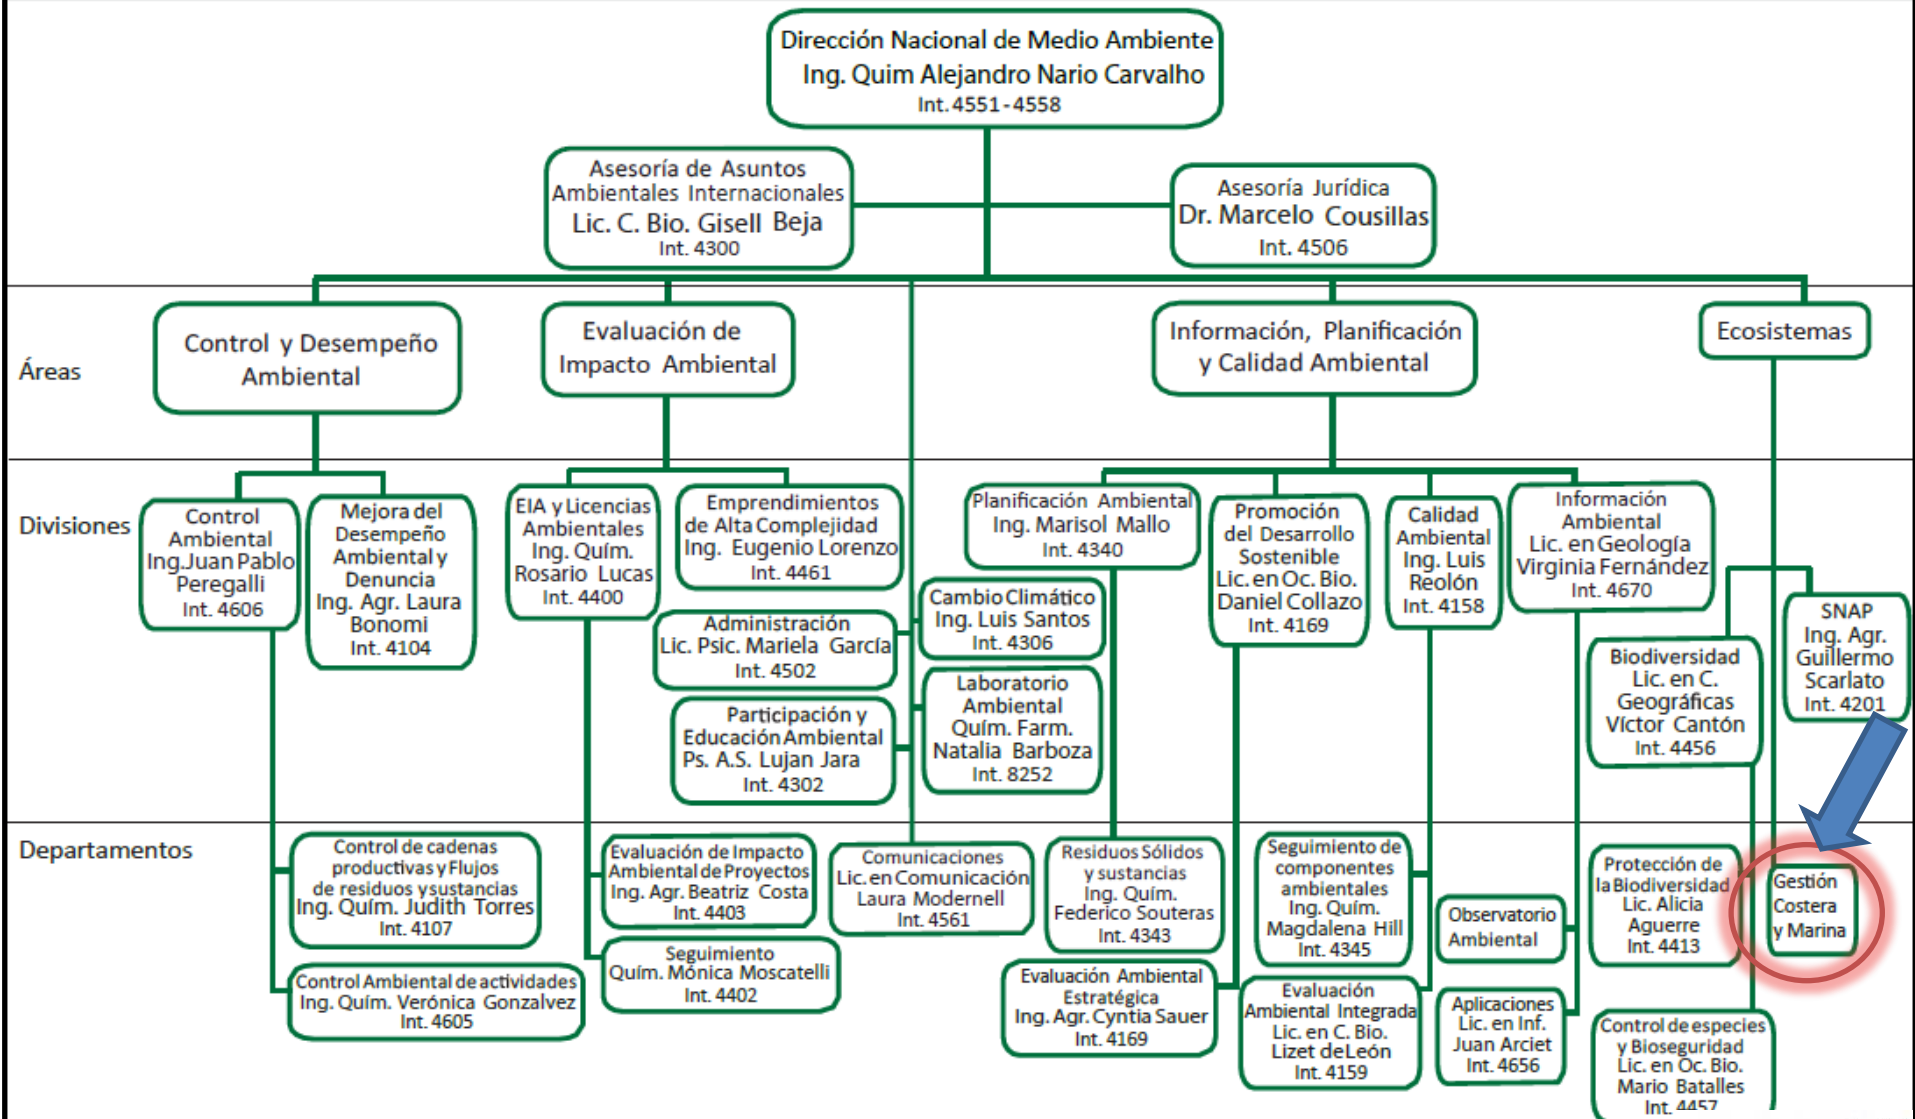 Dirección Nacional de Medio Ambiente
Ing. Quim Alejandro Nario Carvalho
Int. 4551-4558
Asesoría de Asuntos
Ambientales Internacionales
Lic. C. Bio. Gisell Beja
Int. 4300
Asesoría Jurídica
Dr. Marcelo Cousillas
Int. 4506
Áreas
Control y Desempeño
Ambiental
Evaluación de
Impacto Ambiental
Información, Planificación
y Calidad Ambiental
Ecosistemas
Divisiones
Control
Ambiental
Ing.Juan Pablo
Peregalli
Int. 4606
Mejora del
Desempeño
Ambiental y
Denuncia
Ing. Agr. Laura
Bonomi
Int. 4104
EIA y Licencias
Ambientales
Ing. Quím.
Rosario Lucas
Int. 4400
Emprendimientos
de Alta Complejidad
Ing. Eugenio Lorenzo
Int. 4461
Administración
Lic. Psic. Mariela García
Int. 4502
Participación y
Educación Ambiental
Ps. A.S. Lujan Jara
Int. 4302
Cambio Climático
Ing. Luis Santos
Int. 4306
Laboratorio
Ambiental
Quím. Farm.
Natalia Barboza
Int. 8252
Planificación Ambiental
Ing. Marisol Mallo
Int. 4340
Promoción
del Desarrollo
Sostenible
Lic. en Oc. Bio.
Daniel Collazo
Int. 4169
Calidad
Ambiental
Ing. Luis
Reolón
Int. 4158
Información
Ambiental
Lic. en Geología
Virginia Fernández
Int. 4670
Biodiversidad
Lic. en C.
Geográficas
Víctor Cantón
Int. 4456
SNAP
Ing. Agr.
Guillermo
Scarlato
Int. 4201
Departamentos
Control de cadenas
productivas y Flujos
de residuos y sustancias
Ing. Quím. Judith Torres
Int. 4107
Control Ambiental de actividades
Ing. Quím. Verónica Gonzalvez
Int. 4605
Evaluación de Impacto
Ambiental de Proyectos
Ing. Agr. Beatriz Costa
Int. 4403
Seguimiento
Quím. Mónica Moscatelli
Int. 4402
Comunicaciones
Lic. en Comunicación
Laura Modernell
Int. 4561
Residuos Sólidos
y sustancias
Ing. Quím.
Federico Souteras
Int. 4343
Evaluación Ambiental
Estratégica
Ing. Agr. Cyntia Sauer
Int. 4169
Seguimiento de
componentes
ambientales
Ing. Quím.
Magdalena Hill
Int. 4345
Evaluación
Ambiental Integrada
Lic. en C. Bio.
Lizet deLeón
Int. 4159
Observatorio
Ambiental
Aplicaciones
Lic. en Inf.
Juan Arciet
Int. 4656
Protección de
la Biodiversidad
Lic. Alicia
Aguerre
Int. 4413
Control de especies
y Bioseguridad
Lic. en Oc. Bio.
Mario Batalles
Int. 4457
Gestión
Costera
y Marina